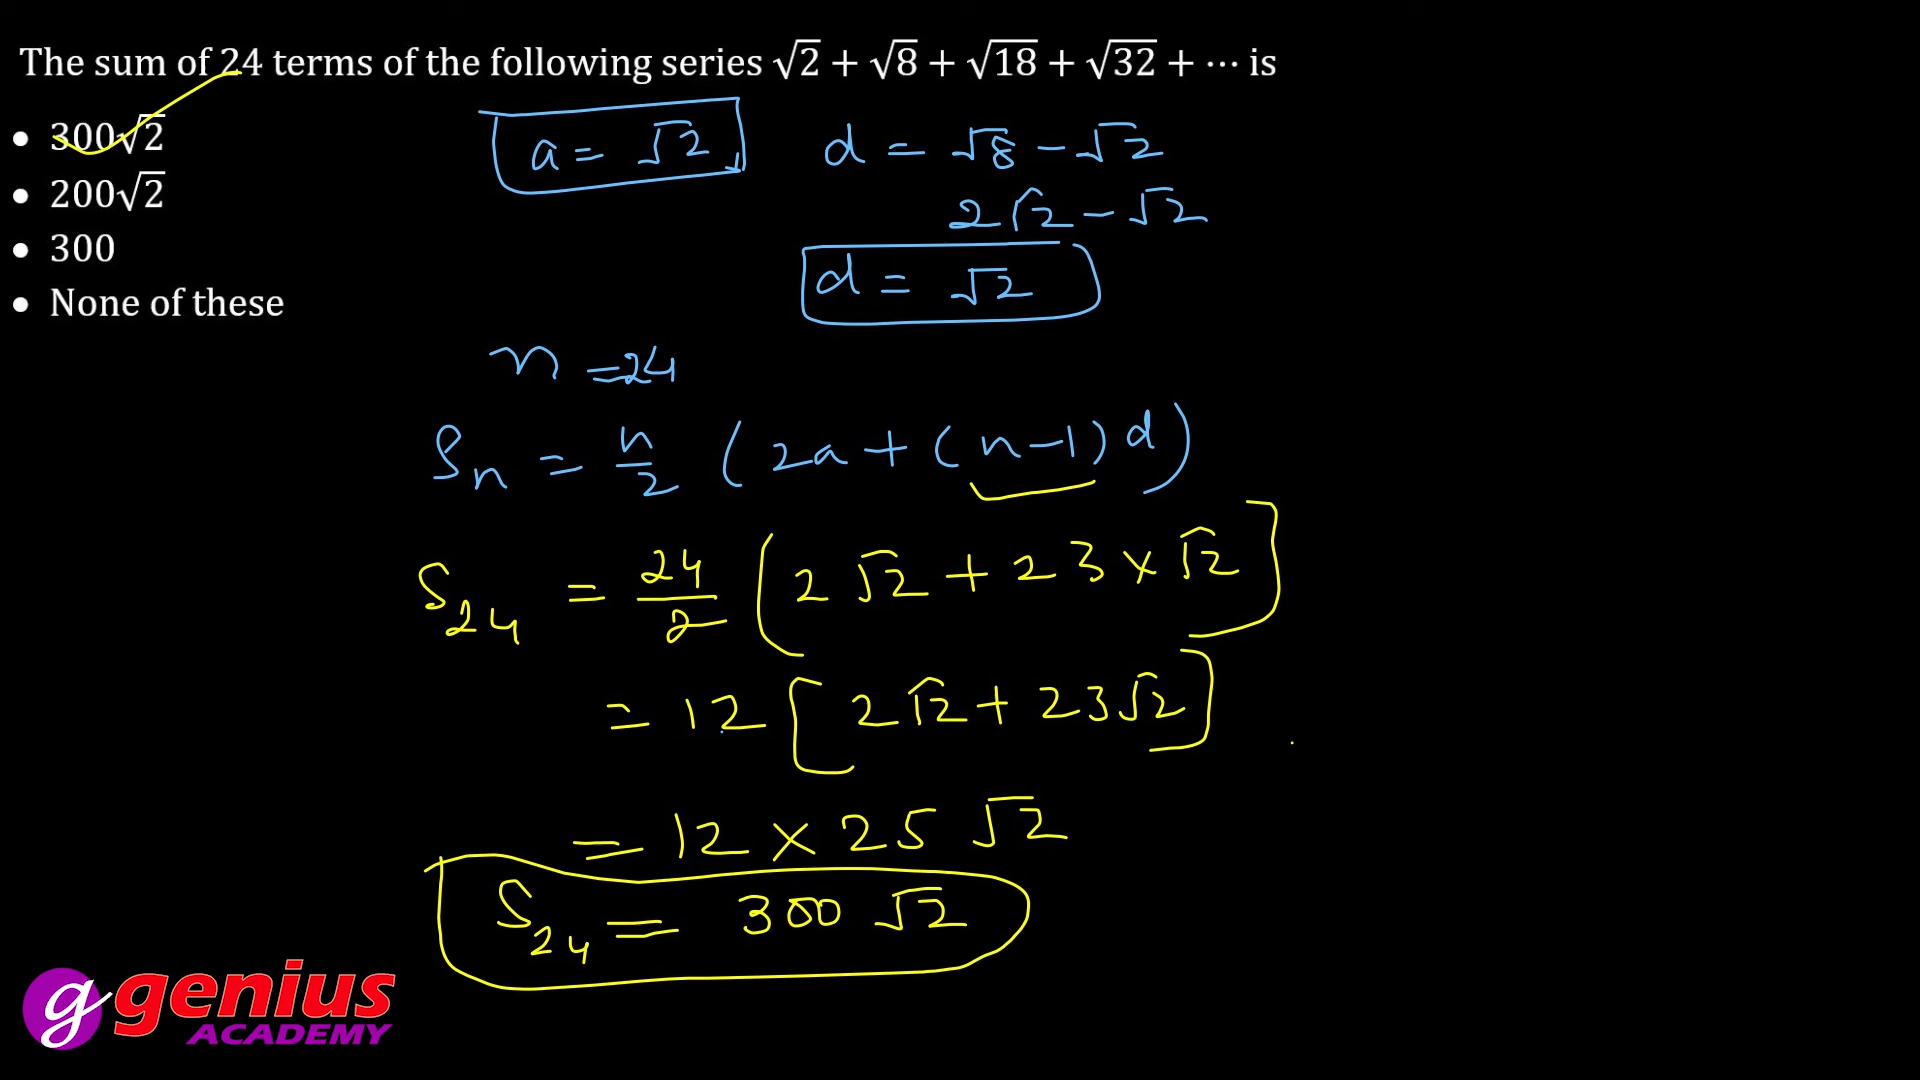 The sum of 24 terms of the following series √2 + √8 + √18 + √32 + ⋯ is
• 300√2
• 200√2
• 300
• None of these
a = √2
d = √8 − √2
2√2 − √2
d = √2
n = 24
Sn = n/2 (2a + (n−1)d)
S24 = 24/2 (2√2 + 23 × √2]
= 12 [2√2 + 23√2]
= 12 × 25 √2
S24 = 300 √2
g genius
ACADEMY